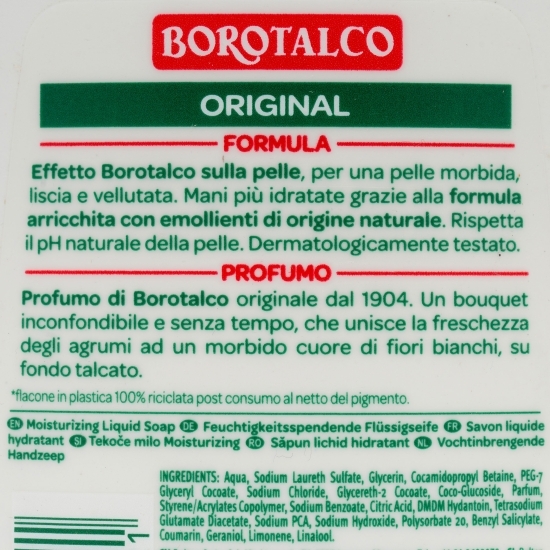 BOROTALCO
ORIGINAL
FORMULA
Effetto Borotalco sulla pelle, per una pelle morbida,
liscia e vellutata. Mani più idratate grazie alla formula
arricchita con emollienti di origine naturale. Rispetta
il pH naturale della pelle. Dermatologicamente testato.
PROFUMO
Profumo di Borotalco originale dal 1904. Un bouquet
inconfondibile e senza tempo, che unisce la freschezza
degli agrumi ad un morbido cuore di fiori bianchi, su
fondo talcato.
*flacone in plastica 100% riciclata post consumo al netto del pigmento.
EN Moisturizing Liquid Soap DE Feuchtigkeitsspendende Flüssigseife FR Savon liquide
hydratant SI Tekoče milo Moisturizing RO Săpun lichid hidratant NL Vochtinbrengende
Handzeep
INGREDIENTS: Aqua, Sodium Laureth Sulfate, Glycerin, Cocamidopropyl Betaine, PEG-7
Glyceryl Cocoate, Sodium Chloride, Glycereth-2 Cocoate, Coco-Glucoside, Parfum,
Styrene/Acrylates Copolymer, Sodium Benzoate, Citric Acid, DMDM Hydantoin, Tetrasodium
Glutamate Diacetate, Sodium PCA, Sodium Hydroxide, Polysorbate 20, Benzyl Salicylate,
Coumarin, Geraniol, Limonene, Linalool.
1